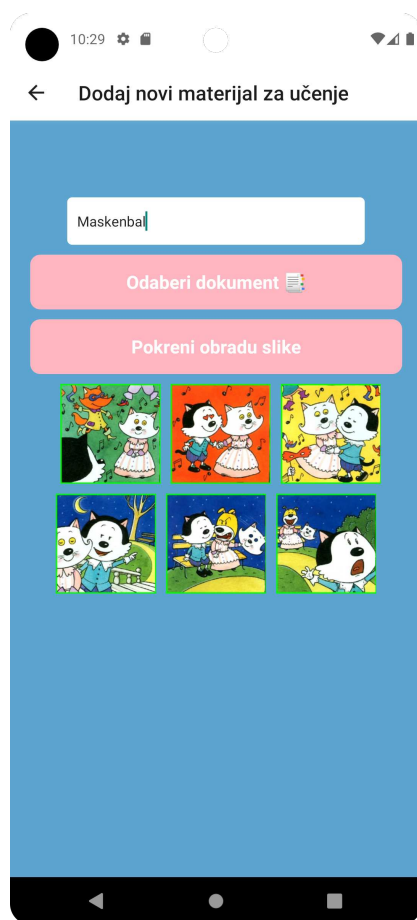 10:29
Dodaj novi materijal za učenje
Maskenbal
Odaberi dokument 📑
Pokreni obradu slike